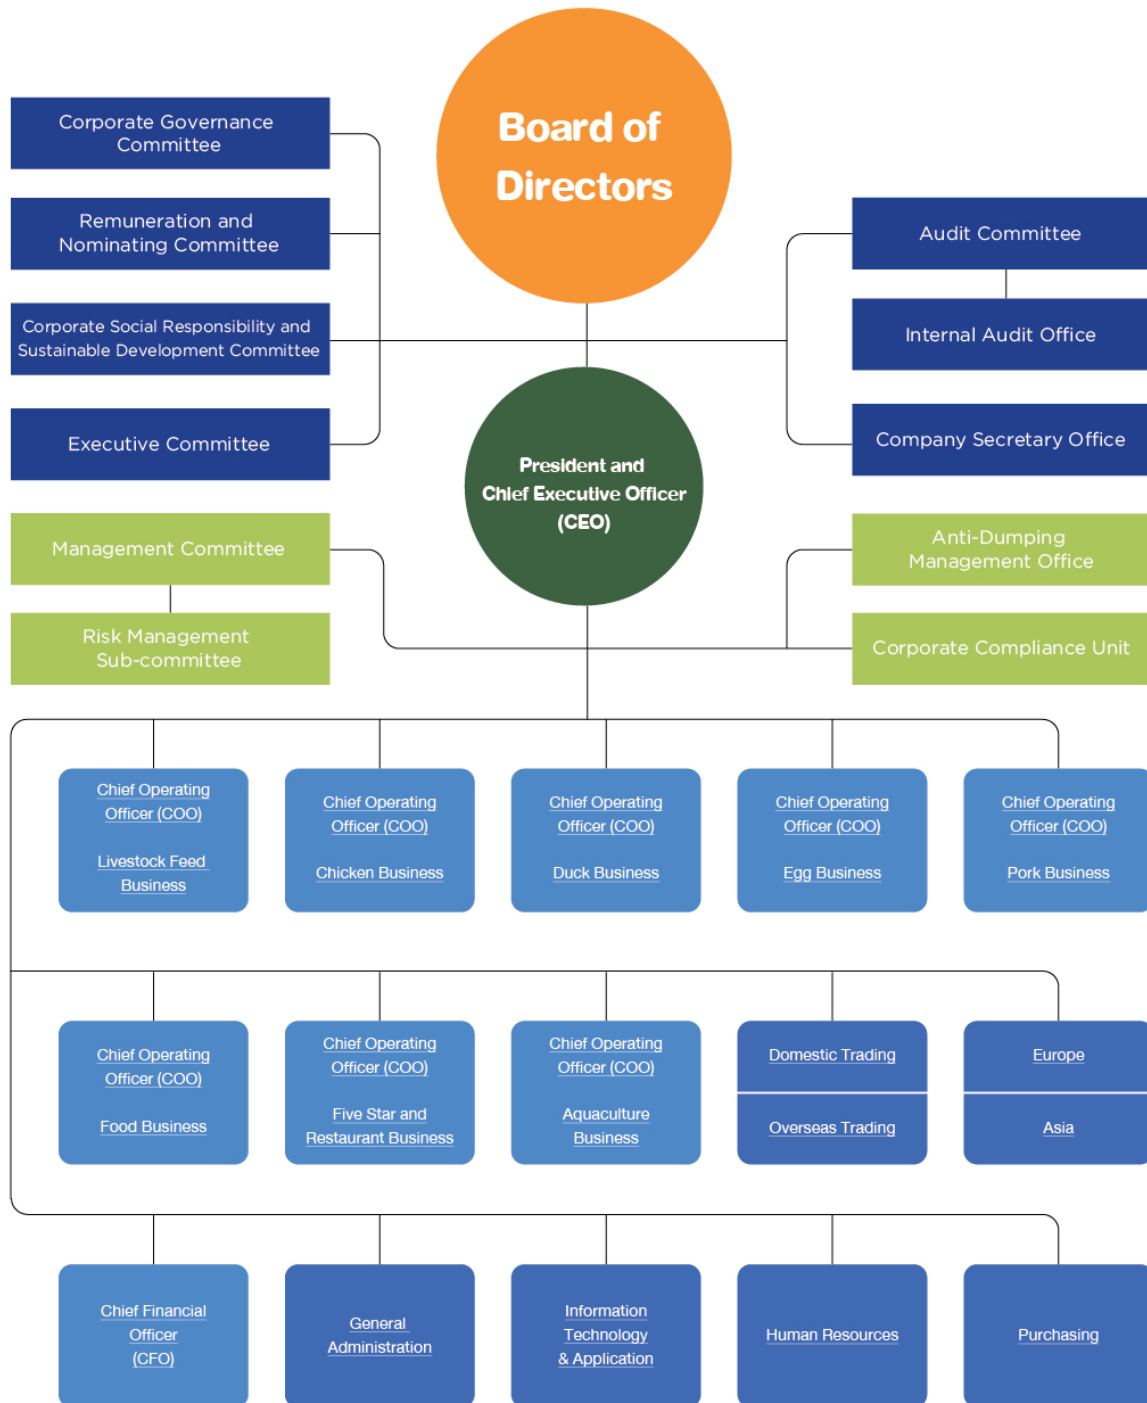 Board of
Directors
Corporate Governance
Committee
Remuneration and
Nominating Committee
Corporate Social Responsibility and
Sustainable Development Committee
Executive Committee
Audit Committee
Internal Audit Office
Company Secretary Office
President and
Chief Executive Officer
(CEO)
Management Committee
Risk Management
Sub-committee
Anti-Dumping
Management Office
Corporate Compliance Unit
Chief Operating
Officer (COO)
Livestock Feed
Business
Chief Operating
Officer (COO)
Chicken Business
Chief Operating
Officer (COO)
Duck Business
Chief Operating
Officer (COO)
Egg Business
Chief Operating
Officer (COO)
Pork Business
Chief Operating
Officer (COO)
Food Business
Chief Operating
Officer (COO)
Five Star and
Restaurant Business
Chief Operating
Officer (COO)
Aquaculture
Business
Domestic Trading
Overseas Trading
Europe
Asia
Chief Financial
Officer
(CFO)
General
Administration
Information
Technology
& Application
Human Resources
Purchasing